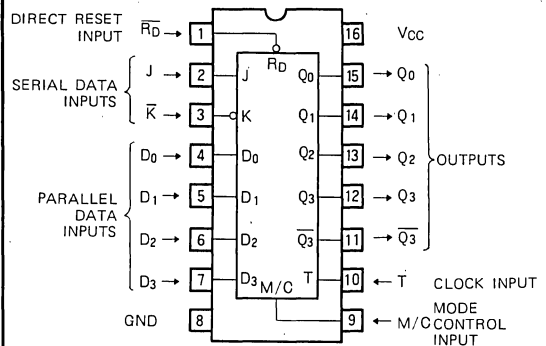 DIRECT RESET
INPUT
R̅D̅ → 1
16 VCC
RD
SERIAL DATA
INPUTS
J → 2 J
Q0 15 → Q0
K̅ → 3 K
Q1 14 → Q1
PARALLEL
DATA
INPUTS
D0 → 4 D0
Q2 13 → Q2
OUTPUTS
D1 → 5 D1
Q3 12 → Q3
D2 → 6 D2
Q̅3̅ 11 → Q̅3̅
D3 → 7 D3
T 10 ← T CLOCK INPUT
M/C
GND 8
9 ← M/C
MODE
CONTROL
INPUT